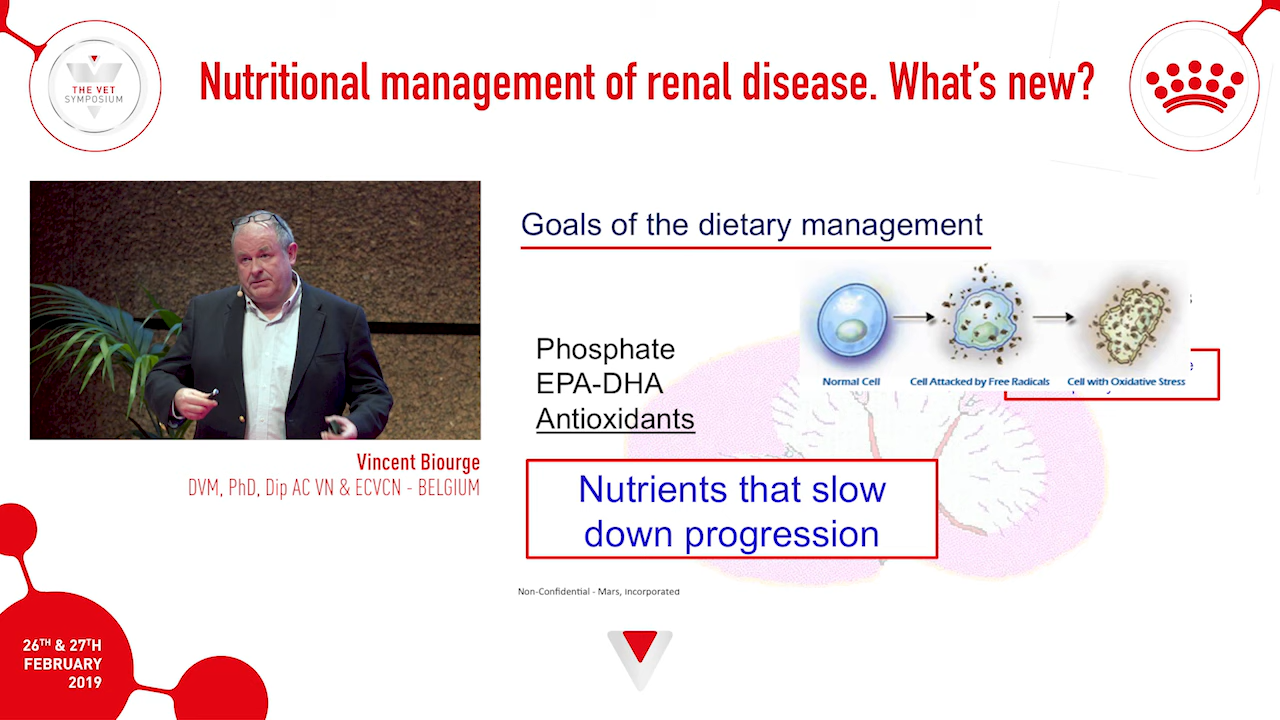 THE VET
SYMPOSIUM
Nutritional management of renal disease. What's new?
Goals of the dietary management
Normal Cell
Cell Attacked by Free Radicals
Cell with Oxidative Stress
Phosphate
EPA-DHA
Antioxidants
Nutrients that slow
down progression
Vincent Biourge
DVM, PhD, Dip AC VN & ECVCN - BELGIUM
Non-Confidential - Mars, Incorporated
26TH & 27TH
FEBRUARY
2019